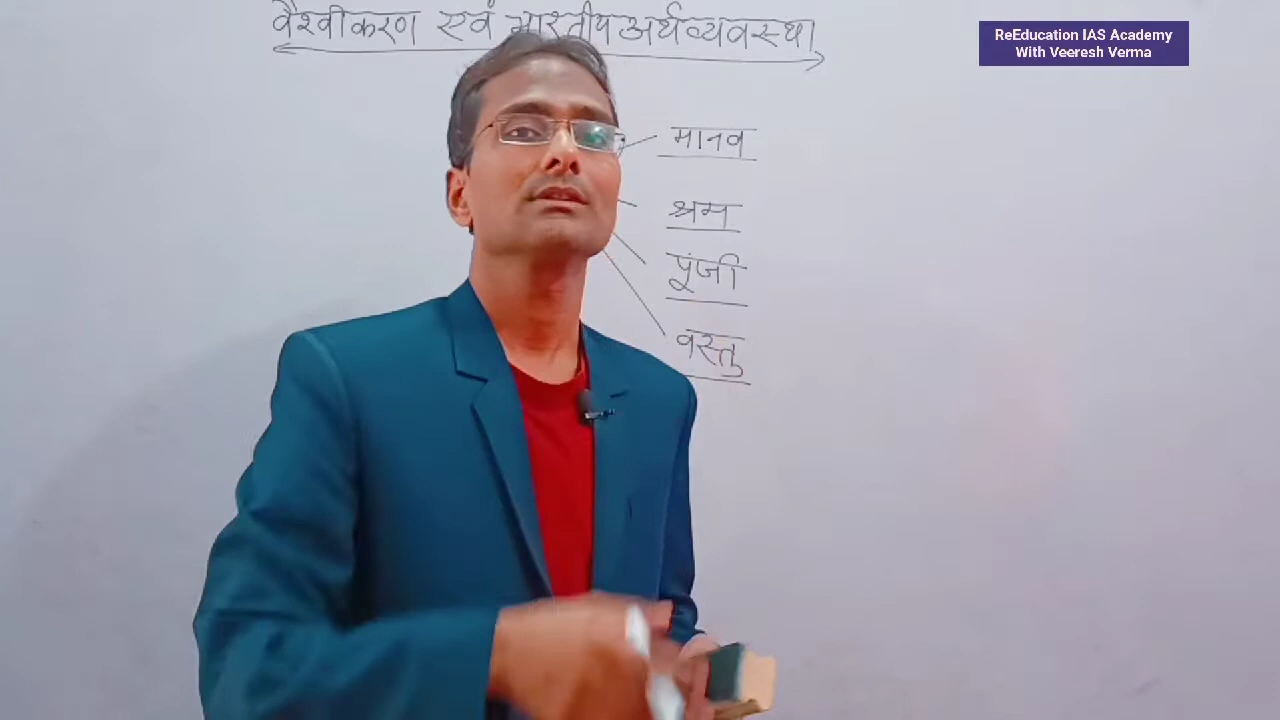 वैश्वीकरण एवं भारतीय अर्थव्यवस्था
ReEducation IAS Academy
With Veeresh Verma
मानव
श्रम
पूंजी
वस्तु